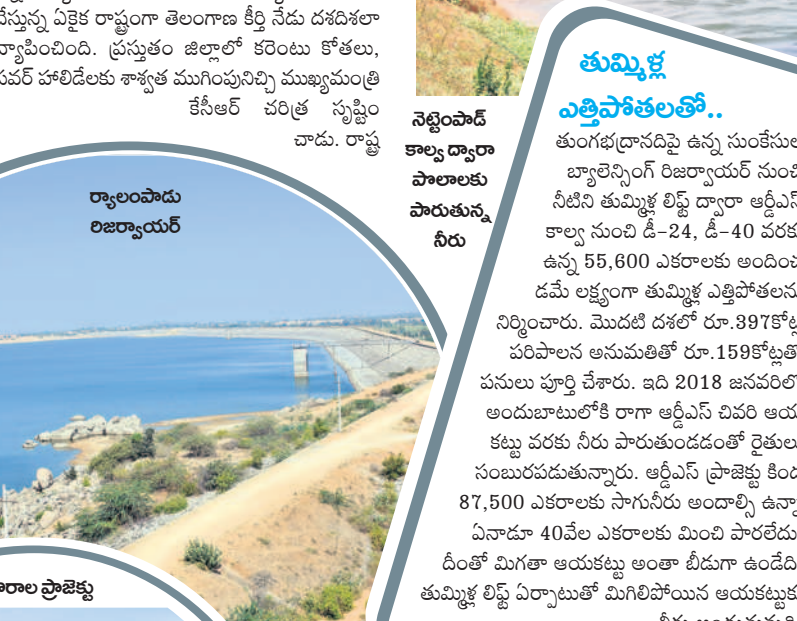 చేస్తున్న ఏకైక రాష్ట్రంగా తెలంగాణ కీర్తి నేడు దశదిశలా
వ్యాపించింది. ప్రస్తుతం జిల్లాలో కరెంటు కోతలు,
పవర్ హాలిడేలకు శాశ్వత ముగింపునిచ్చి ముఖ్యమంత్రి
కేసీఆర్ చరిత్ర సృష్టిం
చాడు. రాష్ట్ర
ర్యాలంపాడు
రిజర్వాయర్
నెట్టెంపాడ్
కాల్వ ద్వారా
పొలాలకు
పారుతున్న
నీరు
తుమ్మిళ్ల
ఎత్తిపోతలతో..
తుంగభద్రానదిపై ఉన్న సుంకేసుల
బ్యాలెన్సింగ్ రిజర్వాయర్ నుంచి
నీటిని తుమ్మిళ్ల లిఫ్ట్ ద్వారా ఆర్డీఎస్
కాల్వ నుంచి డీ-24, డీ-40 వరకు
ఉన్న 55,600 ఎకరాలకు అందించ
డమే లక్ష్యంగా తుమ్మిళ్ల ఎత్తిపోతలను
నిర్మించారు. మొదటి దశలో రూ.397కోట్ల
పరిపాలన అనుమతితో రూ.159కోట్లతో
పనులు పూర్తి చేశారు. ఇది 2018 జనవరిలో
అందుబాటులోకి రాగా ఆర్డీఎస్ చివరి ఆయ
కట్టు వరకు నీరు పారుతుండడంతో రైతులు
సంబురపడుతున్నారు. ఆర్డీఎస్ ప్రాజెక్టు కింద
87,500 ఎకరాలకు సాగునీరు అందాల్సి ఉన్నా
ఏనాడూ 40వేల ఎకరాలకు మించి పారలేదు
దీంతో మిగతా ఆయకట్టు అంతా బీడుగా ఉండేది
తుమ్మిళ్ల లిఫ్ట్ ఏర్పాటుతో మిగిలిపోయిన ఆయకట్టుకు
ప్రాజెక్టు